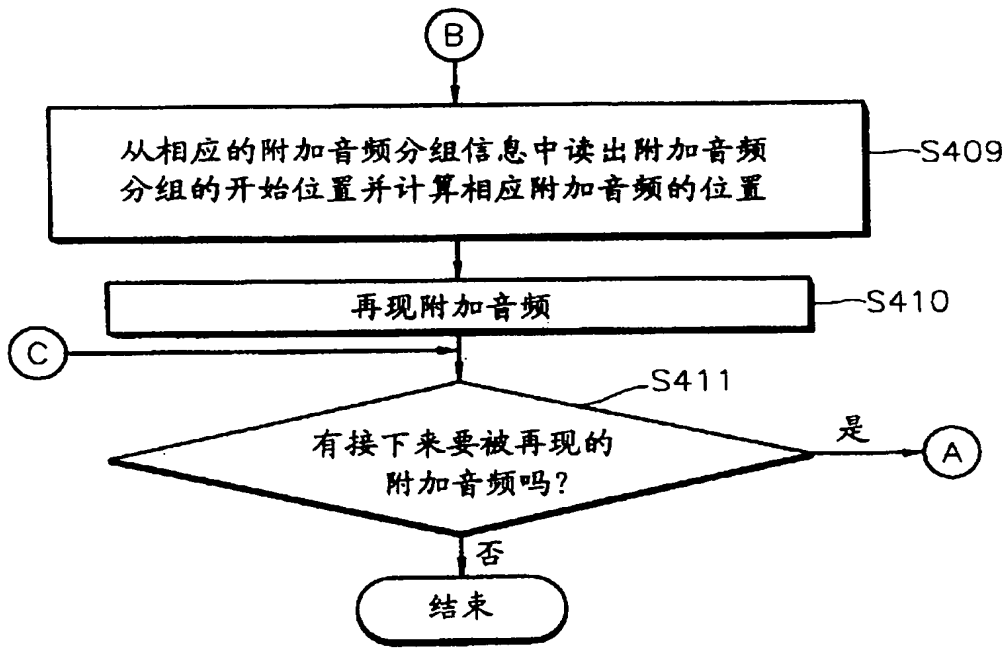 B
从相应的附加音频分组信息中读出附加音频
分组的开始位置并计算相应附加音频的位置
S409
再现附加音频
S410
C
S411
有接下来要被再现的
附加音频吗?
是
A
否
结束